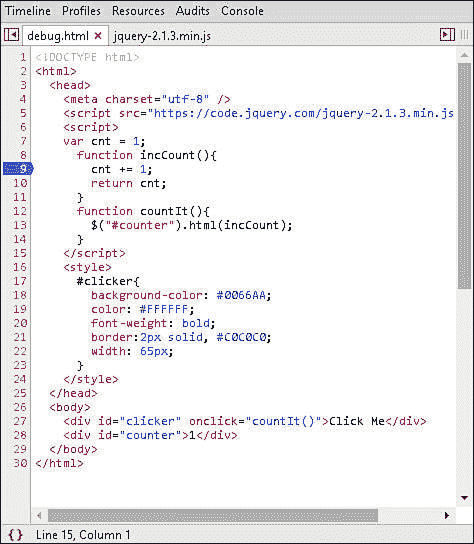 Timeline Profiles Resources Audits Console
debug.html × jquery-2.1.3.min.js
1 <!DOCTYPE html>
2 <html>
3 <head>
4 <meta charset="utf-8" />
5 <script src="https://code.jquery.com/jquery-2.1.3.min.js
6 <script>
7 var cnt = 1;
8 function incCount(){
9 cnt += 1;
10 return cnt;
11 }
12 function countIt(){
13 $("#counter").html(incCount);
14 }
15 </script>
16 <style>
17 #clicker{
18 background-color: #0066AA;
19 color: #FFFFFF;
20 font-weight: bold;
21 border:2px solid, #C0C0C0;
22 width: 65px;
23 }
24 </style>
25 </head>
26 <body>
27 <div id="clicker" onclick="countIt()">Click Me</div>
28 <div id="counter">1</div>
29 </body>
30 </html>
{} Line 15, Column 1